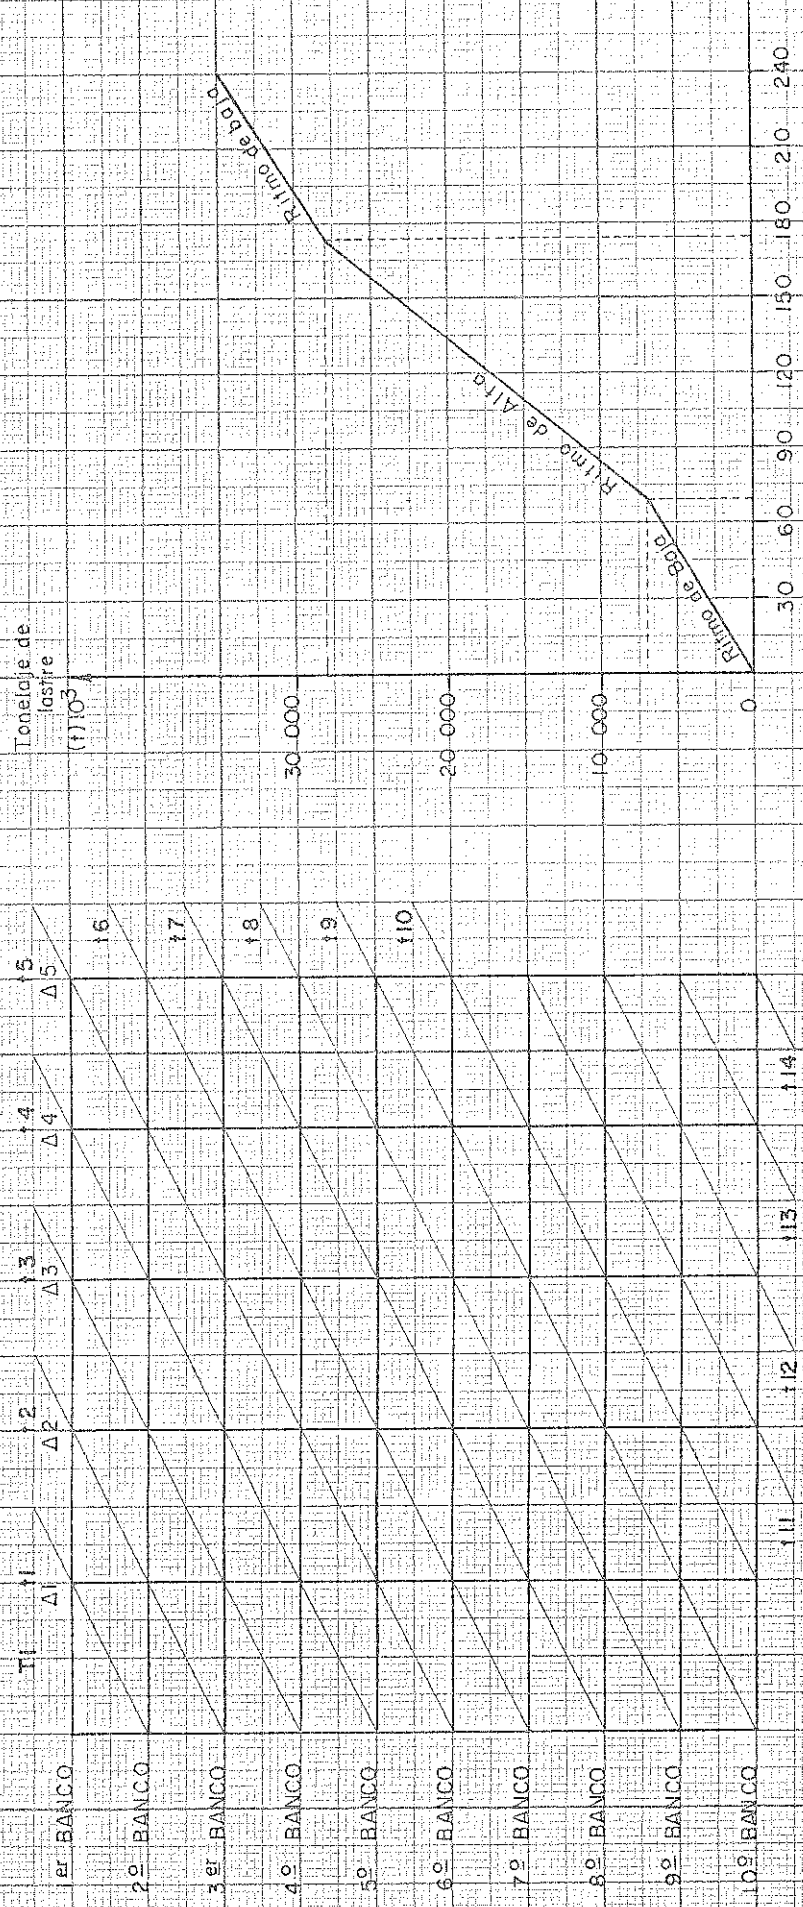 T1 t1 t2 t3 t4 t5
Δ1 Δ2 Δ3 Δ4 Δ5
1er BANCO
2º BANCO
3er BANCO
4º BANCO
5º BANCO
6º BANCO
7º BANCO
8º BANCO
9º BANCO
10º BANCO
t6
t7
t8
t9
t10
t11 t12 t13 t14
Tonelaje de
lastre
(t)10³
30 000
20 000
10 000
0
Ritmo de Baja
Ritmo de Alta
Ritmo de baja
30 60 90 120 150 180 210 240